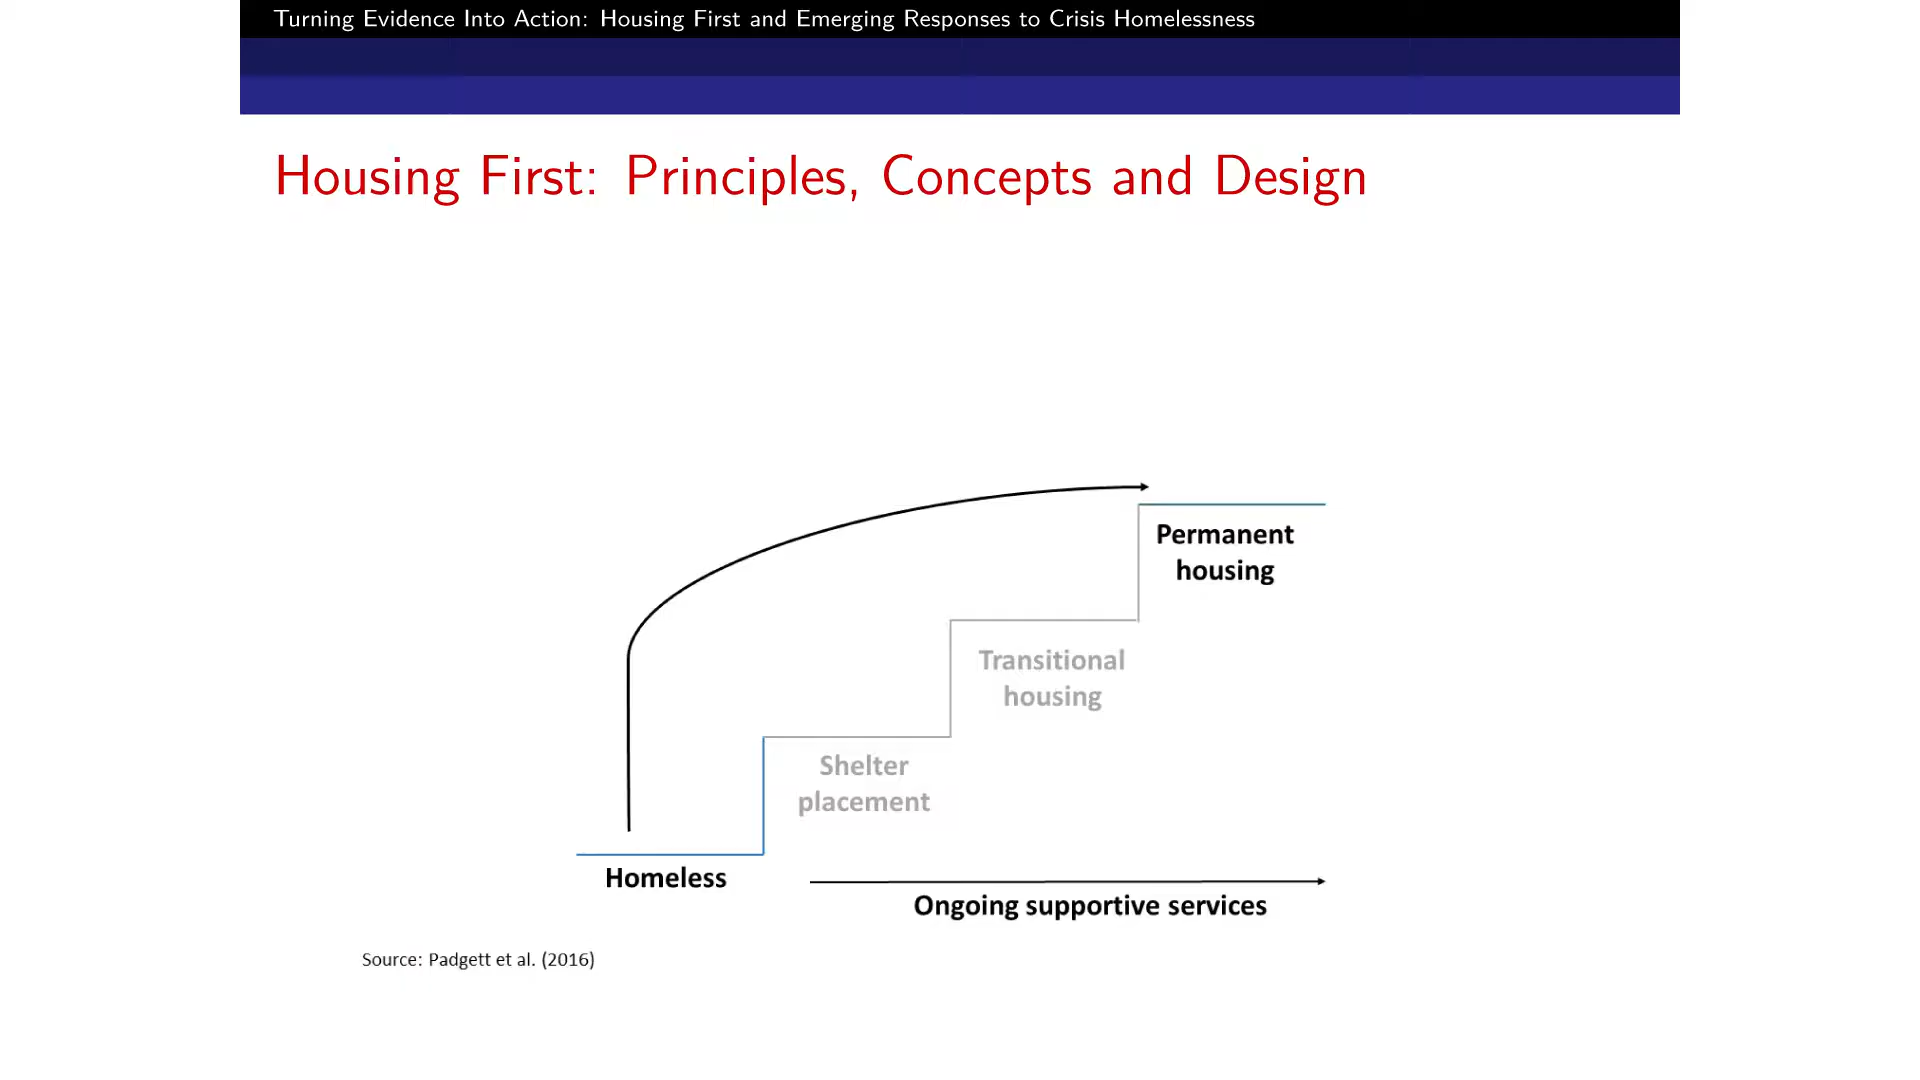 Turning Evidence Into Action: Housing First and Emerging Responses to Crisis Homelessness
Housing First: Principles, Concepts and Design
Permanent
housing
Transitional
housing
Shelter
placement
Homeless
Ongoing supportive services
Source: Padgett et al. (2016)